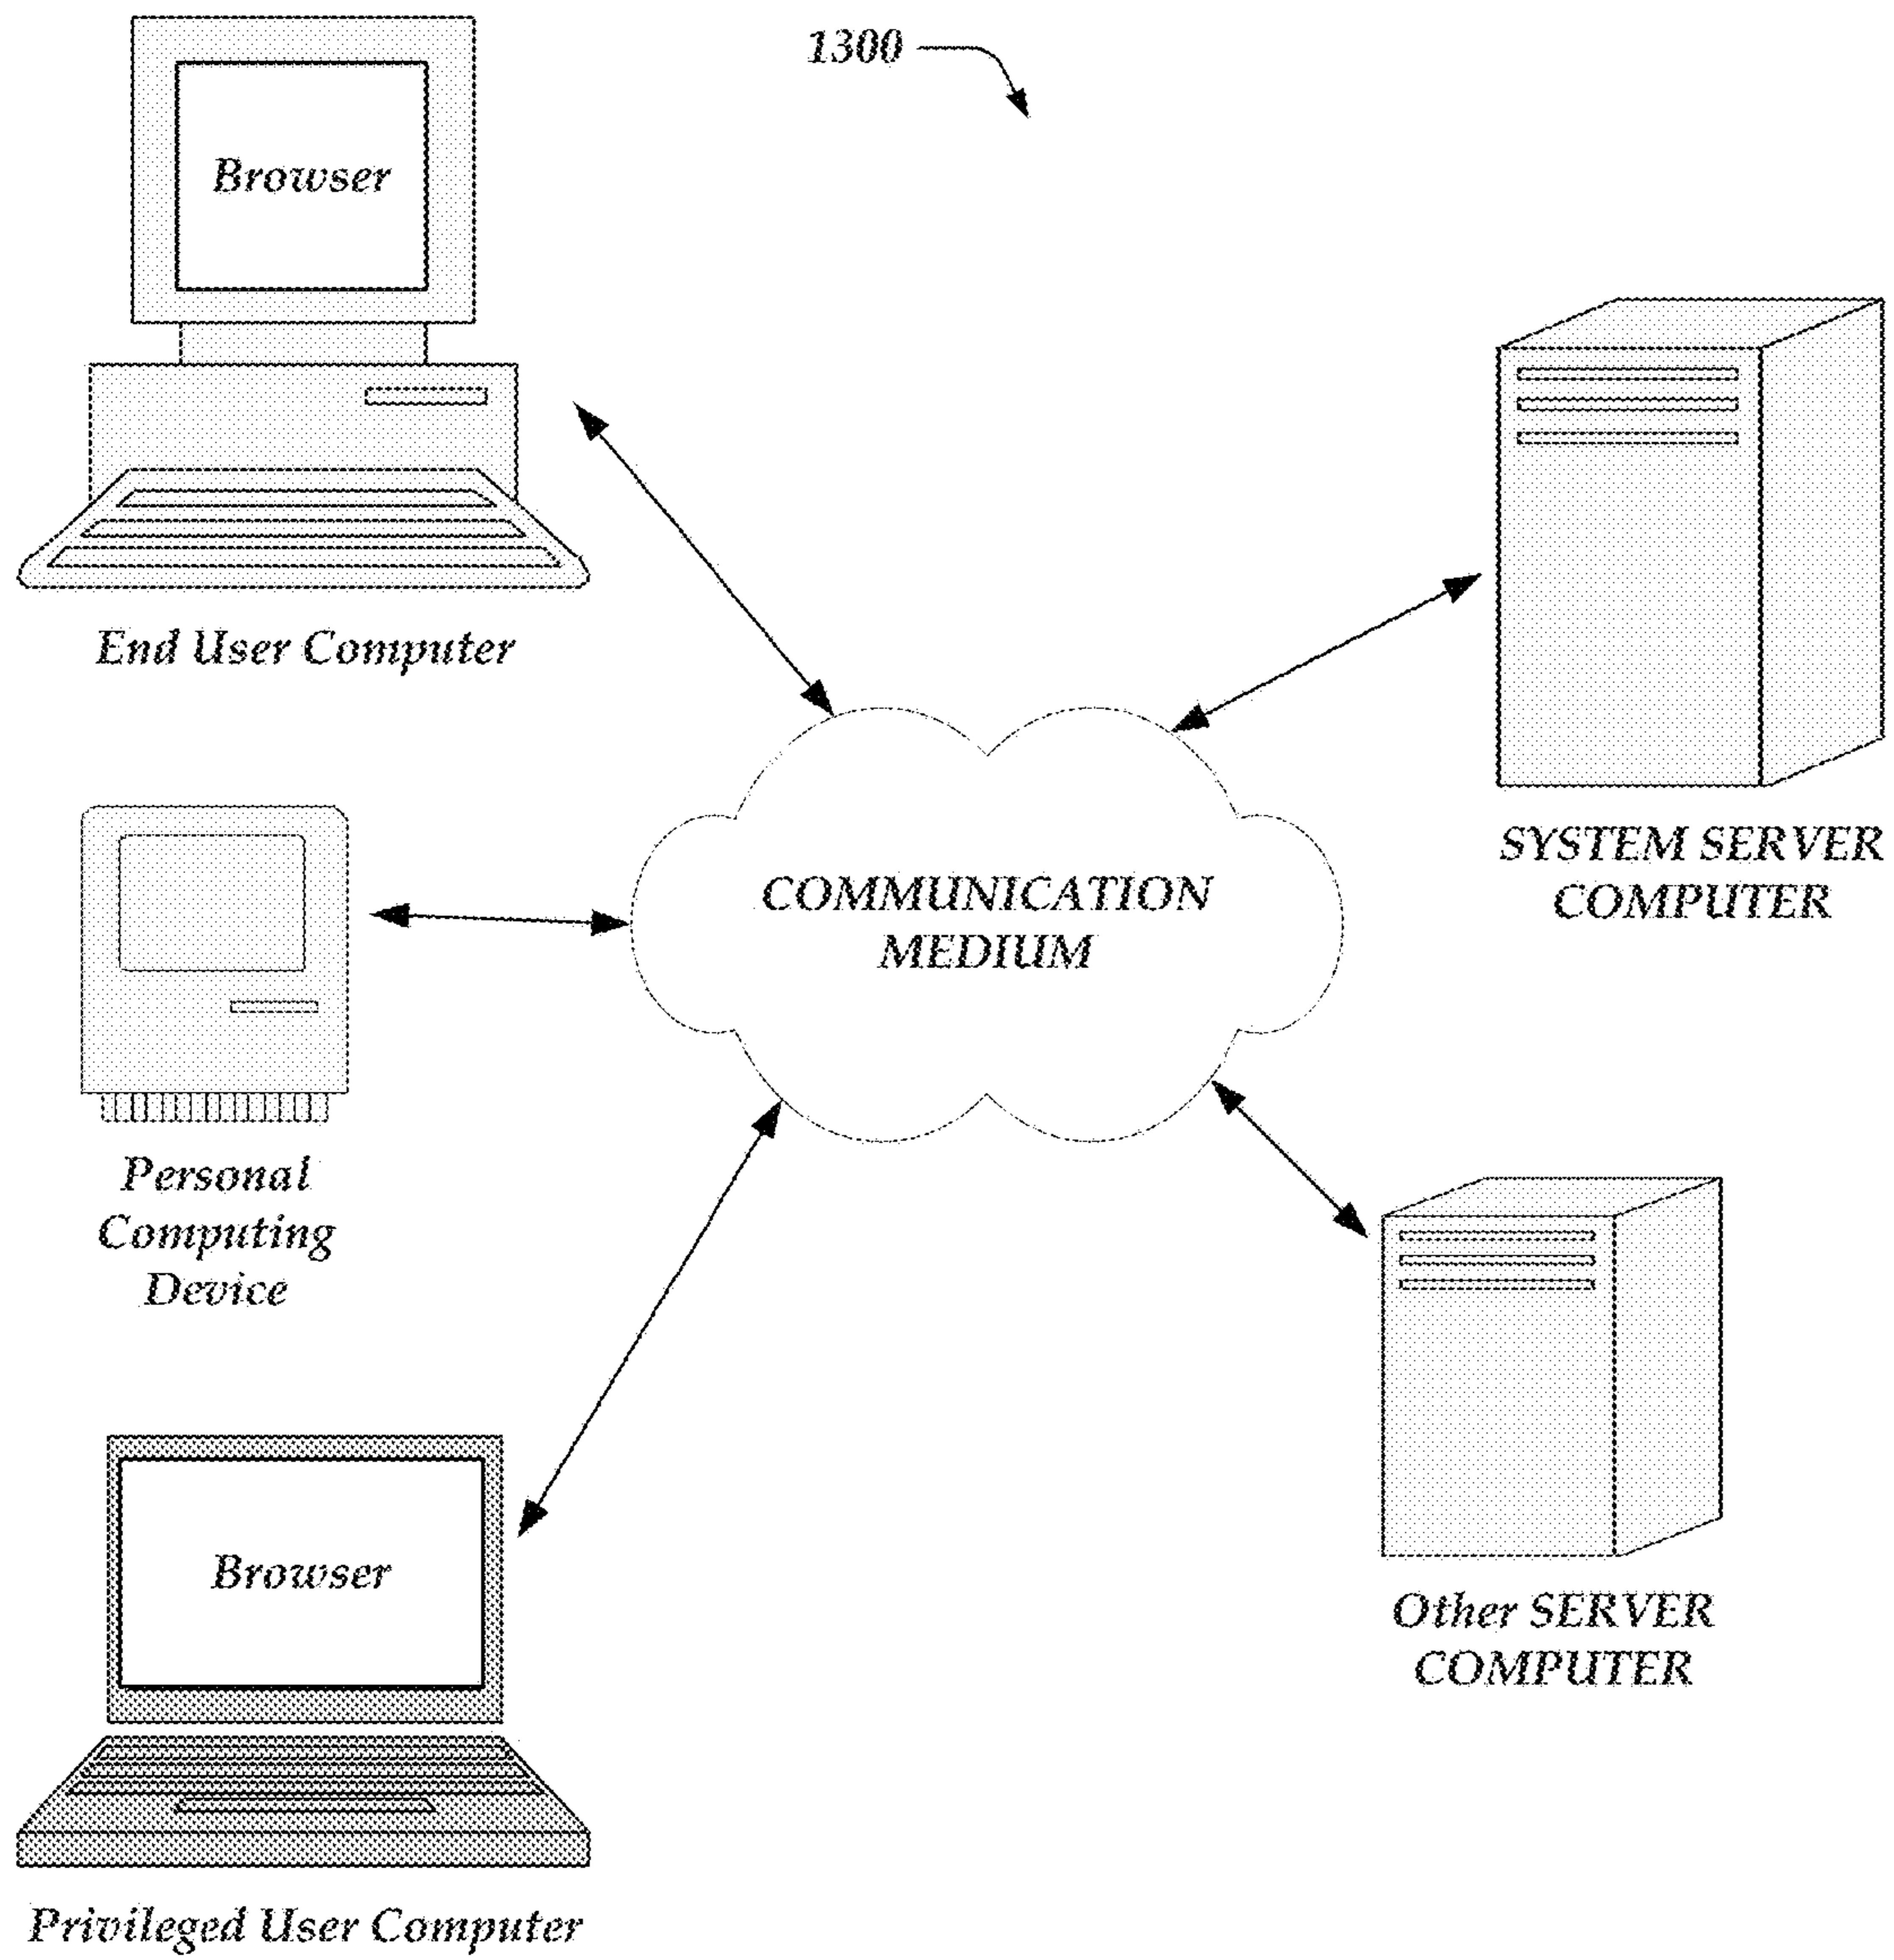 1300
Browser
End User Computer
SYSTEM SERVER
COMPUTER
COMMUNICATION
MEDIUM
Personal
Computing
Device
Browser
Other SERVER
COMPUTER
Privileged User Computer